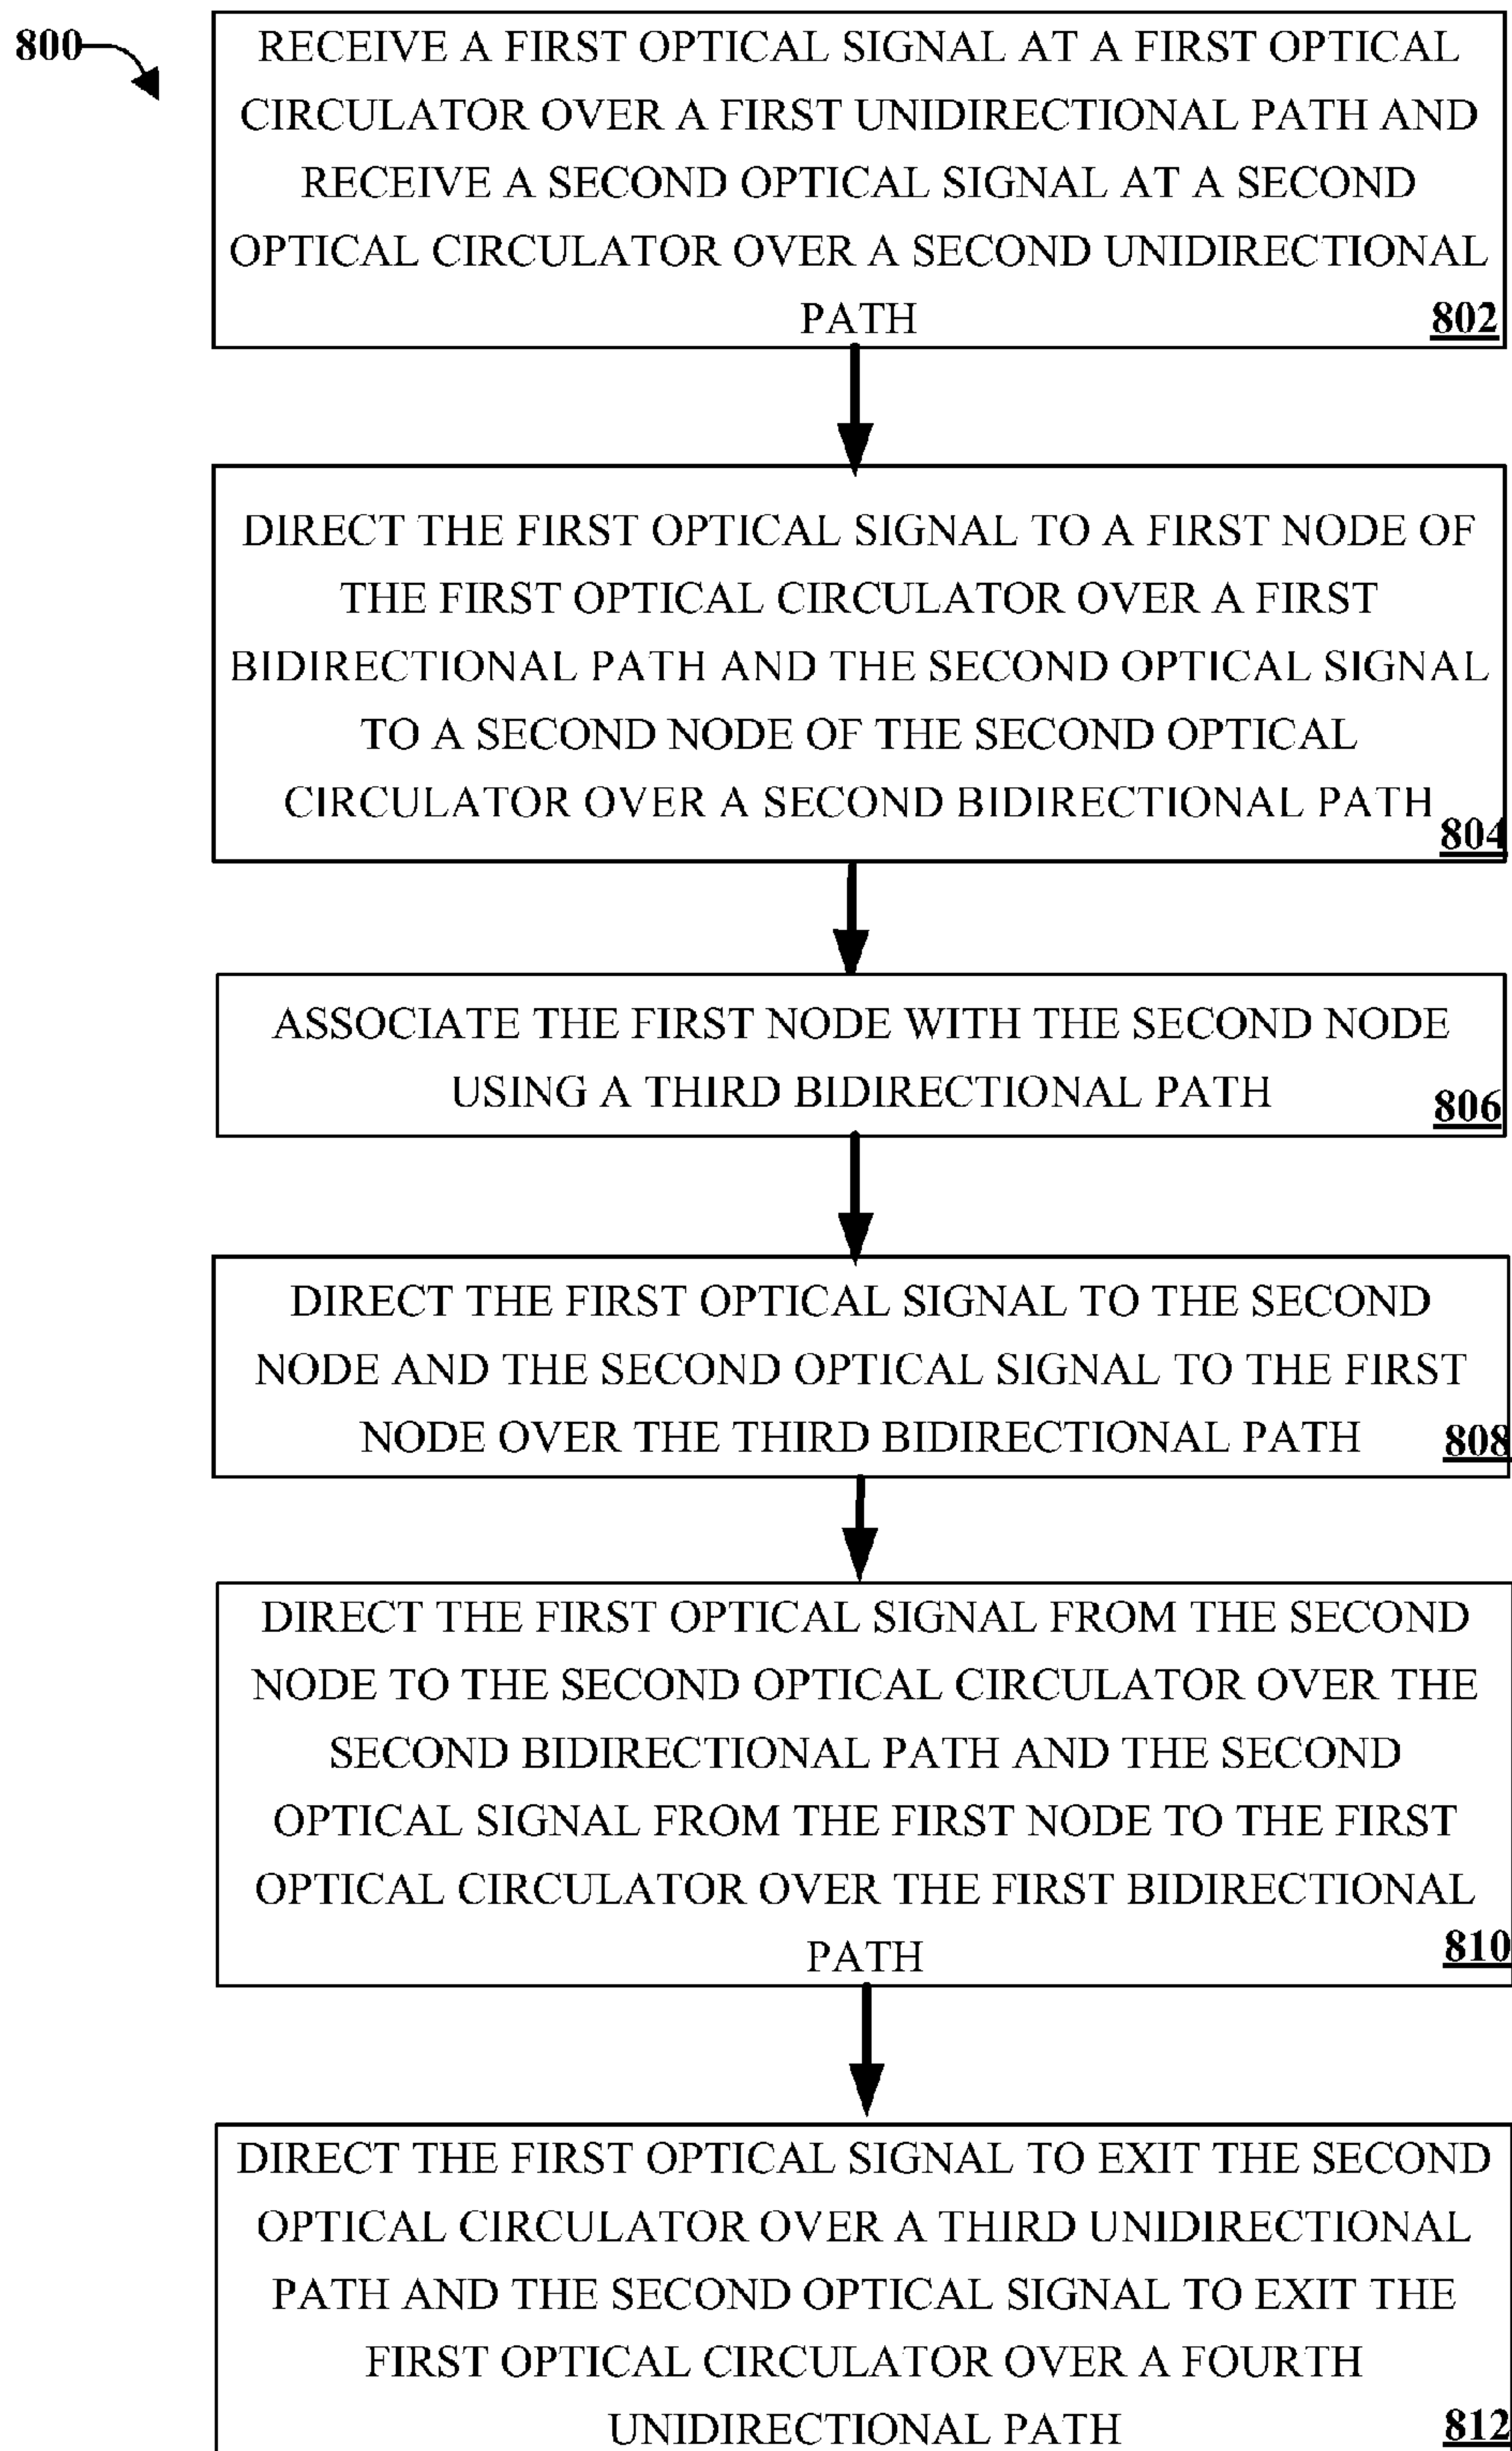 800
RECEIVE A FIRST OPTICAL SIGNAL AT A FIRST OPTICAL
CIRCULATOR OVER A FIRST UNIDIRECTIONAL PATH AND
RECEIVE A SECOND OPTICAL SIGNAL AT A SECOND
OPTICAL CIRCULATOR OVER A SECOND UNIDIRECTIONAL
PATH
802
DIRECT THE FIRST OPTICAL SIGNAL TO A FIRST NODE OF
THE FIRST OPTICAL CIRCULATOR OVER A FIRST
BIDIRECTIONAL PATH AND THE SECOND OPTICAL SIGNAL
TO A SECOND NODE OF THE SECOND OPTICAL
CIRCULATOR OVER A SECOND BIDIRECTIONAL PATH
804
ASSOCIATE THE FIRST NODE WITH THE SECOND NODE
USING A THIRD BIDIRECTIONAL PATH
806
DIRECT THE FIRST OPTICAL SIGNAL TO THE SECOND
NODE AND THE SECOND OPTICAL SIGNAL TO THE FIRST
NODE OVER THE THIRD BIDIRECTIONAL PATH
808
DIRECT THE FIRST OPTICAL SIGNAL FROM THE SECOND
NODE TO THE SECOND OPTICAL CIRCULATOR OVER THE
SECOND BIDIRECTIONAL PATH AND THE SECOND
OPTICAL SIGNAL FROM THE FIRST NODE TO THE FIRST
OPTICAL CIRCULATOR OVER THE FIRST BIDIRECTIONAL
PATH
810
DIRECT THE FIRST OPTICAL SIGNAL TO EXIT THE SECOND
OPTICAL CIRCULATOR OVER A THIRD UNIDIRECTIONAL
PATH AND THE SECOND OPTICAL SIGNAL TO EXIT THE
FIRST OPTICAL CIRCULATOR OVER A FOURTH
UNIDIRECTIONAL PATH
812